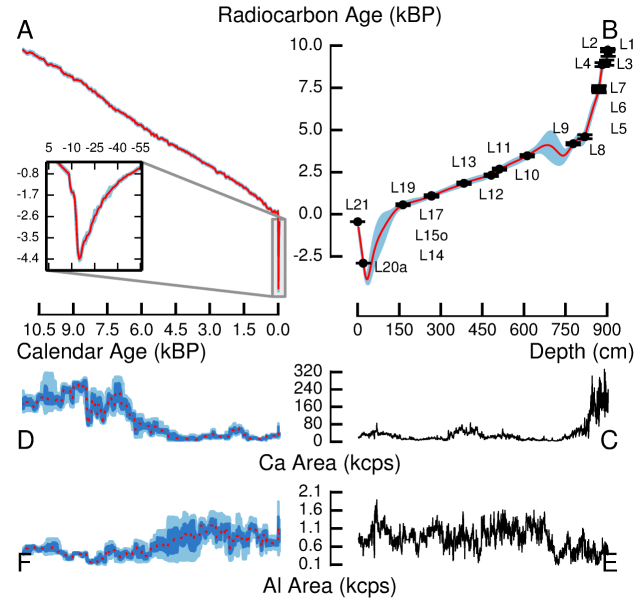 Radiocarbon Age (kBP)
A
B
5 -10 -25 -40 -55
-0.8
-1.7
-2.6
-3.5
-4.4
10.0
7.5
5.0
2.5
0.0
-2.5
L2 L1
L4 L3
L7
L6
L9 L5
L11 L8
L13 L10
L19 L12
L21 L17
L15o
L14
L20a
10.5 9.0 7.5 6.0 4.5 3.0 1.5 0.0
0 150 300 450 600 750 900
Calendar Age (kBP) Depth (cm)
320
240
160
80
0
D
C
Ca Area (kcps)
2.1
1.6
1.1
0.6
0.1
F
E
Al Area (kcps)